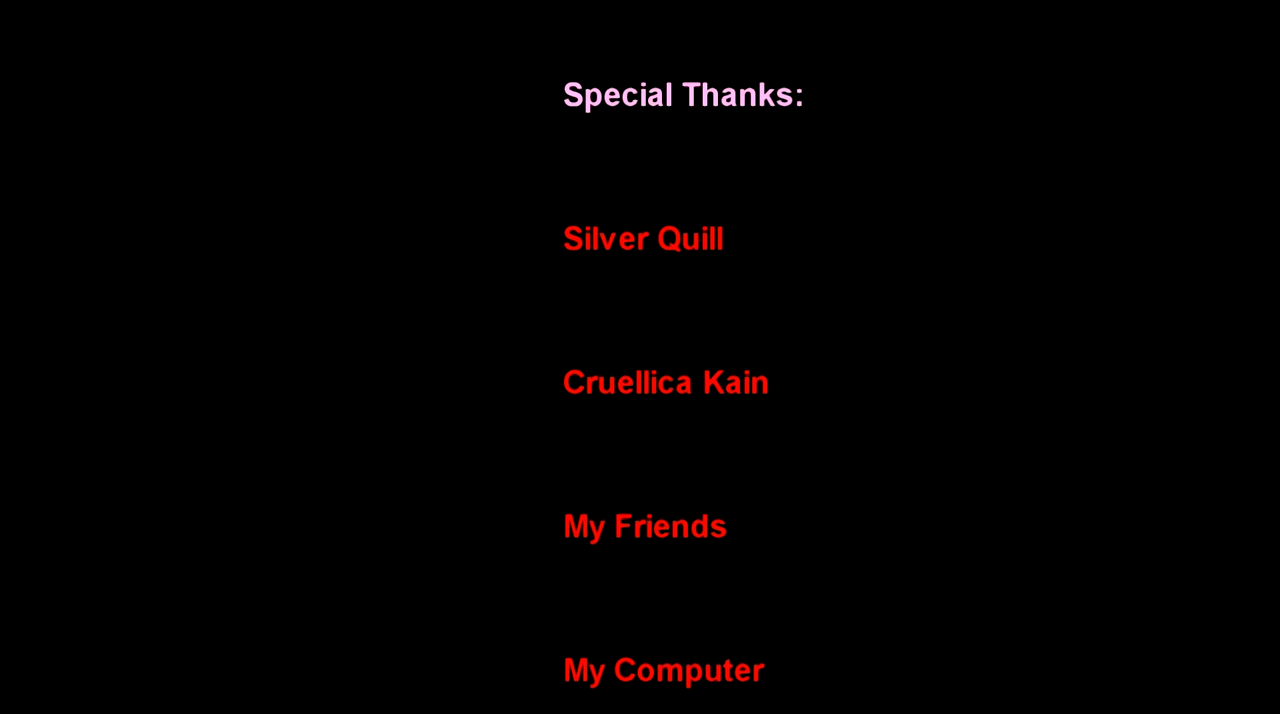 Special Thanks:
Silver Quill
Cruellica Kain
My Friends
My Computer